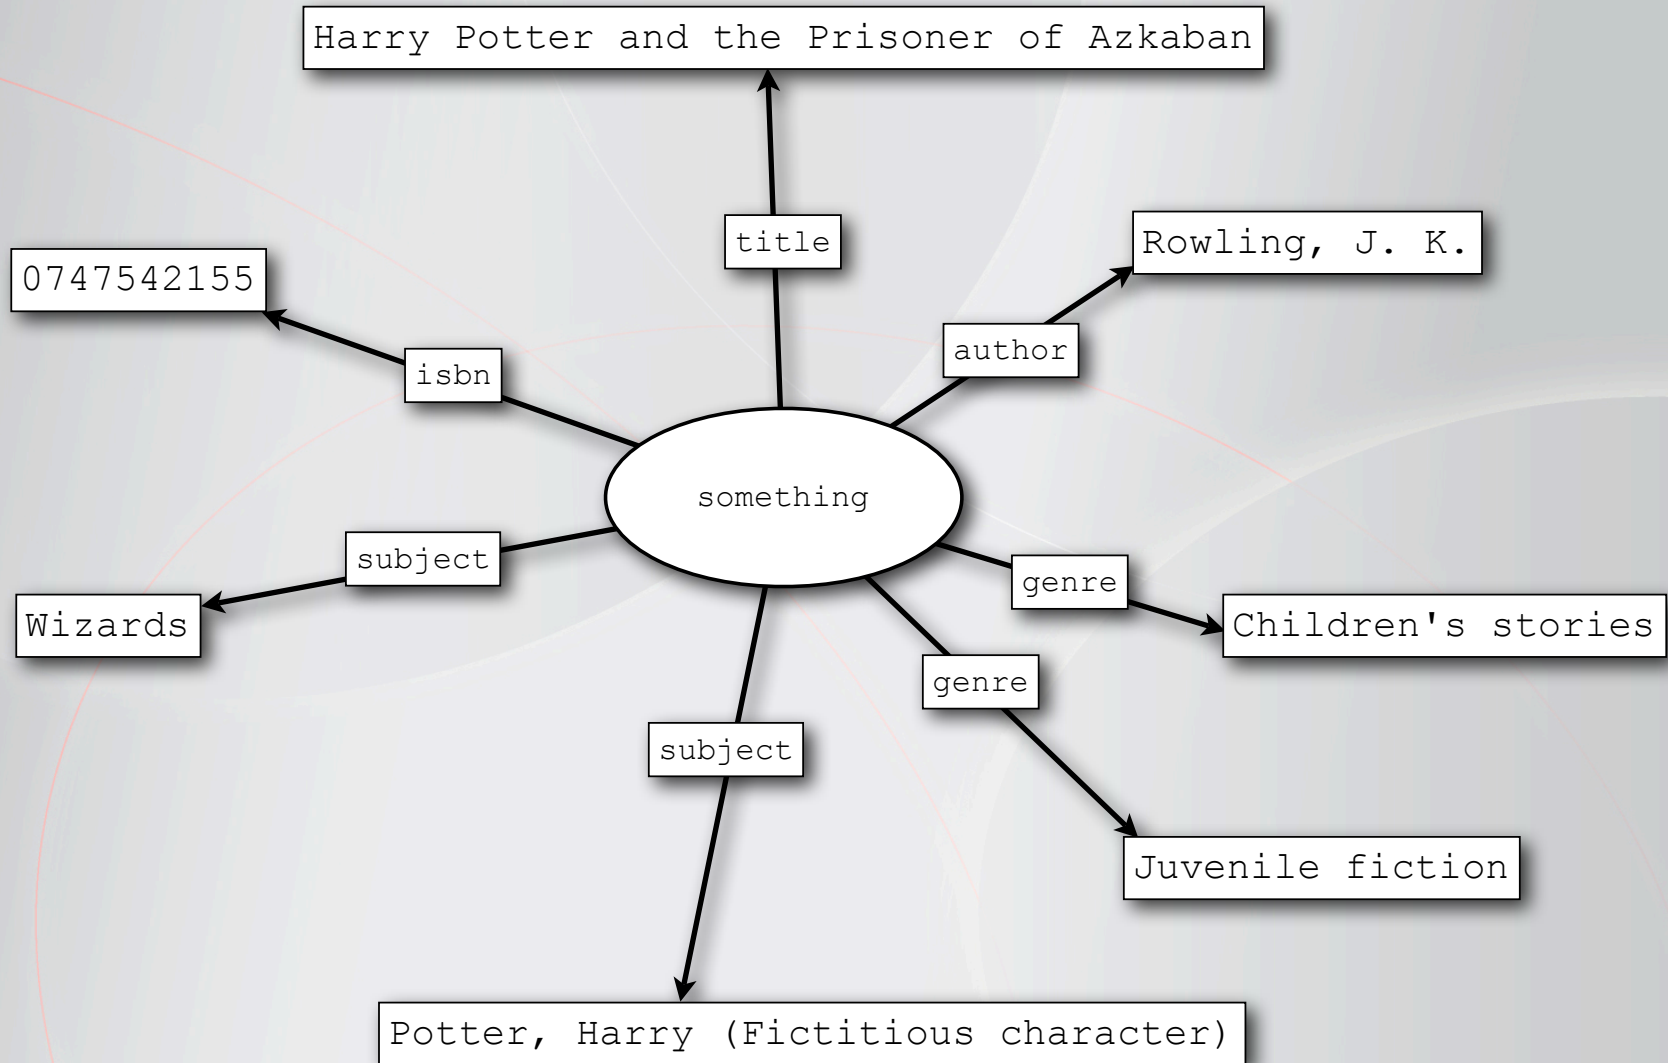 Harry Potter and the Prisoner of Azkaban
title
Rowling, J. K.
0747542155
author
isbn
something
subject
genre
Wizards
Children's stories
genre
subject
Juvenile fiction
Potter, Harry (Fictitious character)